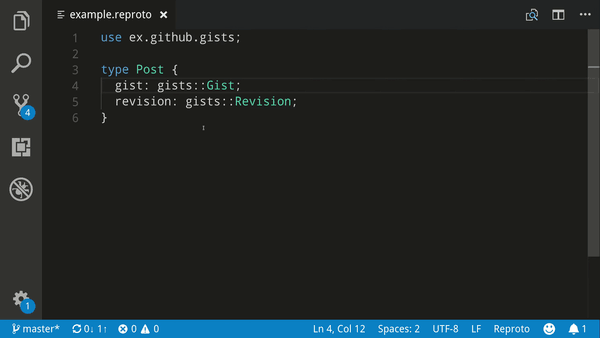 example.reproto
1 use ex.github.gists;
2
3 type Post {
4 gist: gists::Gist;
5 revision: gists::Revision;
6 }
4
1
master* 0↓ 1↑ 0 0 Ln 4, Col 12 Spaces: 2 UTF-8 LF Reproto 1